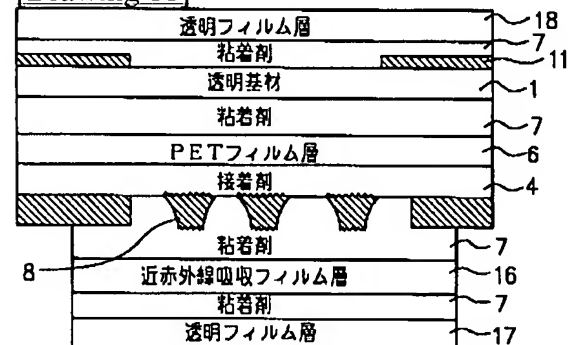 透明フィルム層 18
粘着剤 7
11
透明基材 1
粘着剤 7
PETフィルム層 6
接着剤 4
8 粘着剤 7
近赤外線吸収フィルム層 16
粘着剤 7
透明フィルム層 17